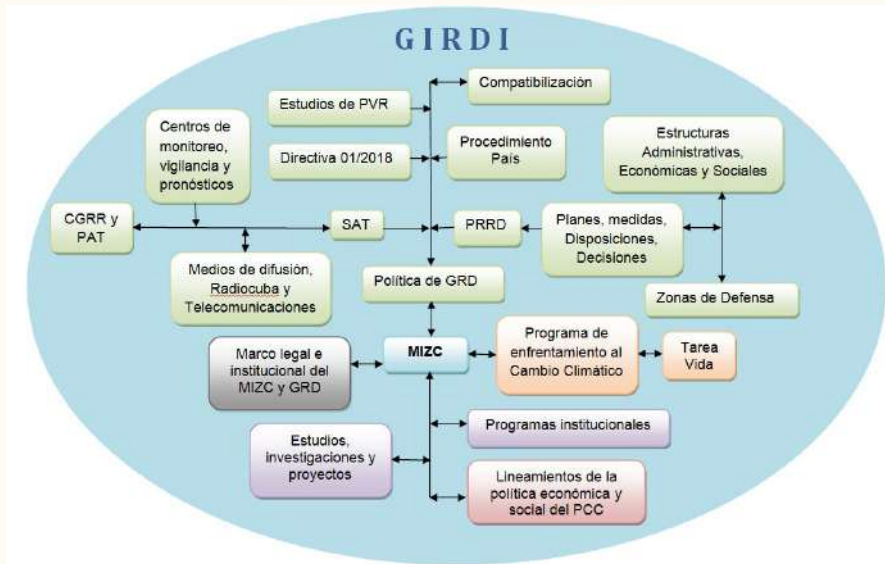 GIRDI
Compatibilización
Estudios de PVR
Centros de
monitoreo,
vigilancia y
pronósticos
Directiva 01/2018
Procedimiento
País
Estructuras
Administrativas,
Económicas y Sociales
CGRR y
PAT
SAT
PRRD
Planes, medidas,
Disposiciones,
Decisiones
Medios de difusión,
Radiocuba y
Telecomunicaciones
Política de GRD
Zonas de Defensa
Marco legal e
institucional del
MIZC y GRD
MIZC
Programa de
enfrentamiento al
Cambio Climático
Tarea
Vida
Estudios,
investigaciones y
proyectos
Programas institucionales
Lineamientos de la
política económica y
social del PCC